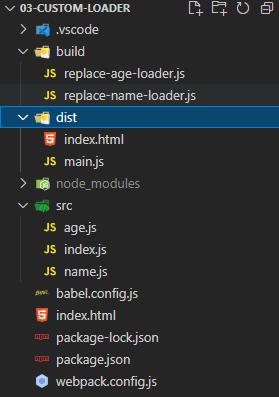 03-CUSTOM-LOADER
.vscode
build
JS replace-age-loader.js
JS replace-name-loader.js
dist
index.html
JS main.js
node_modules
src
JS age.js
JS index.js
JS name.js
babel.config.js
index.html
package-lock.json
package.json
webpack.config.js